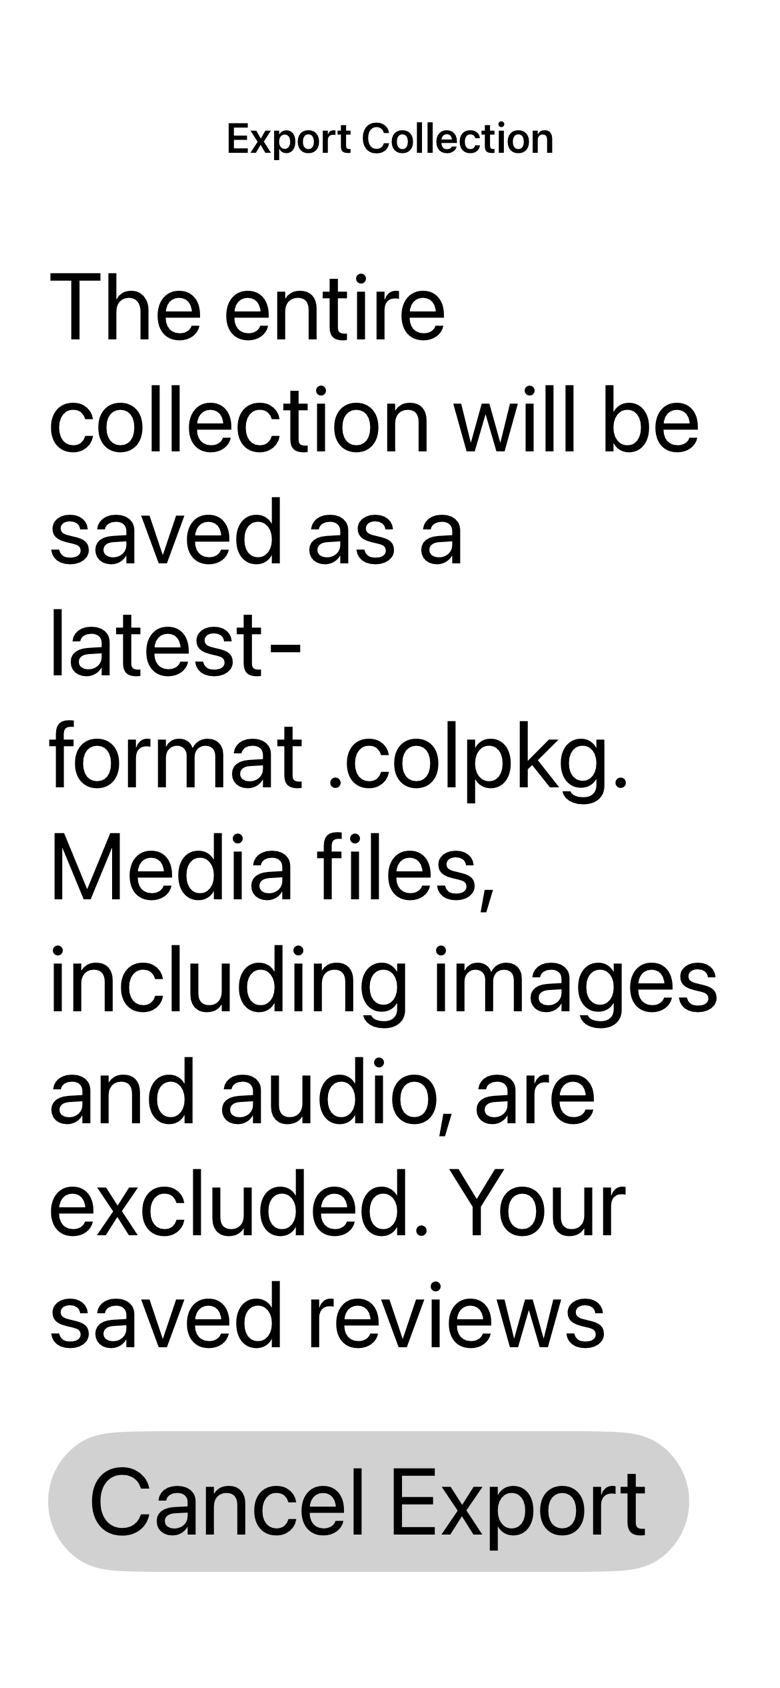 Export Collection
The entire
collection will be
saved as a
latest-
format .colpkg.
Media files,
including images
and audio, are
excluded. Your
saved reviews
Cancel Export